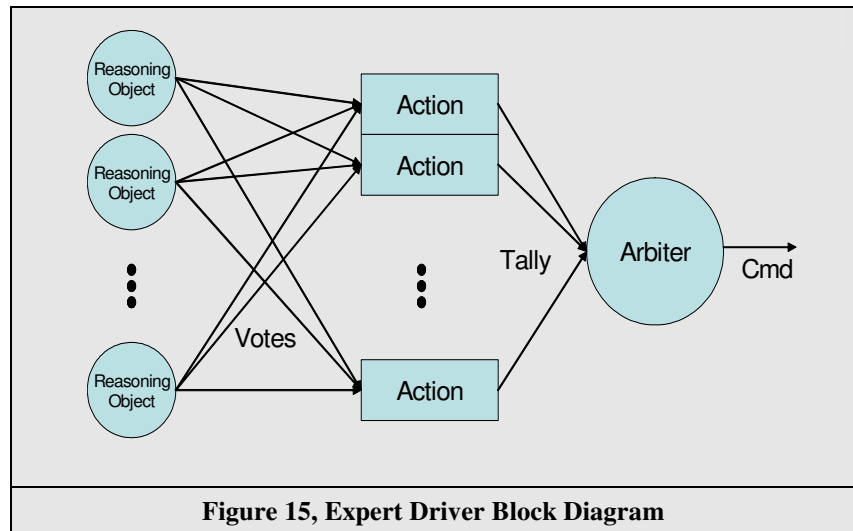 Reasoning
Object
Reasoning
Object
Reasoning
Object
Votes
Action
Action
Action
Tally
Arbiter
Cmd
Figure 15, Expert Driver Block Diagram